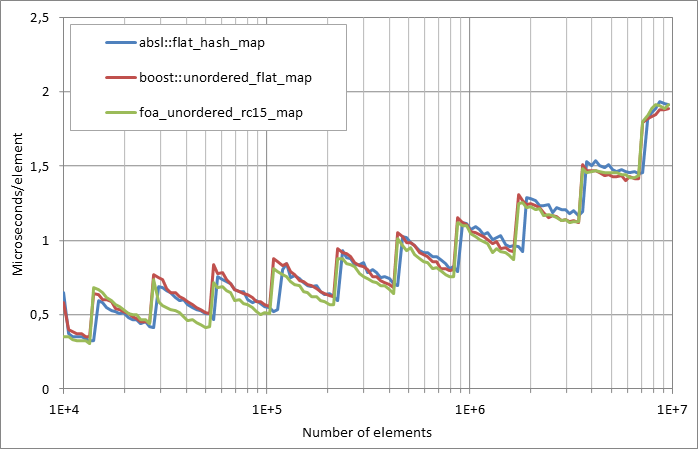 2,5
2
1,5
1
0,5
0
absl::flat_hash_map
boost::unordered_flat_map
foa_unordered_rc15_map
Microseconds/element
1E+4
1E+5
1E+6
1E+7
Number of elements